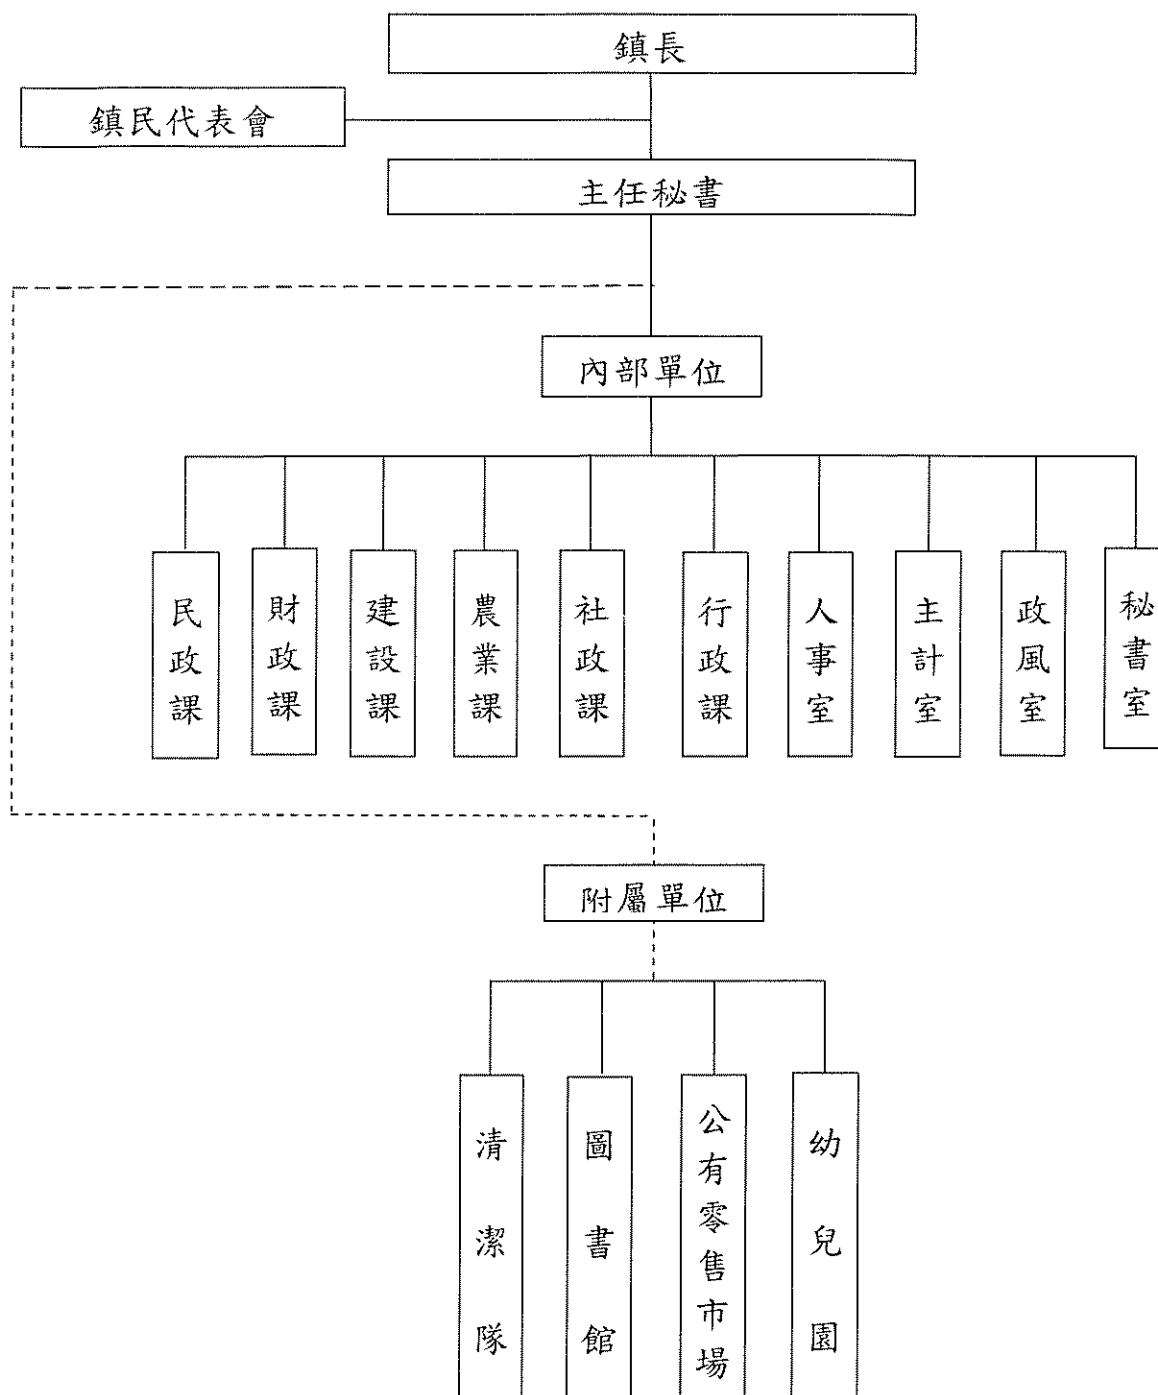 鎮長
鎮民代表會
主任秘書
內部單位
民政課
財政課
建設課
農業課
社政課
行政課
人事室
主計室
政風室
秘書室
附屬單位
清潔隊
圖書館
公有零售市場
幼兒園